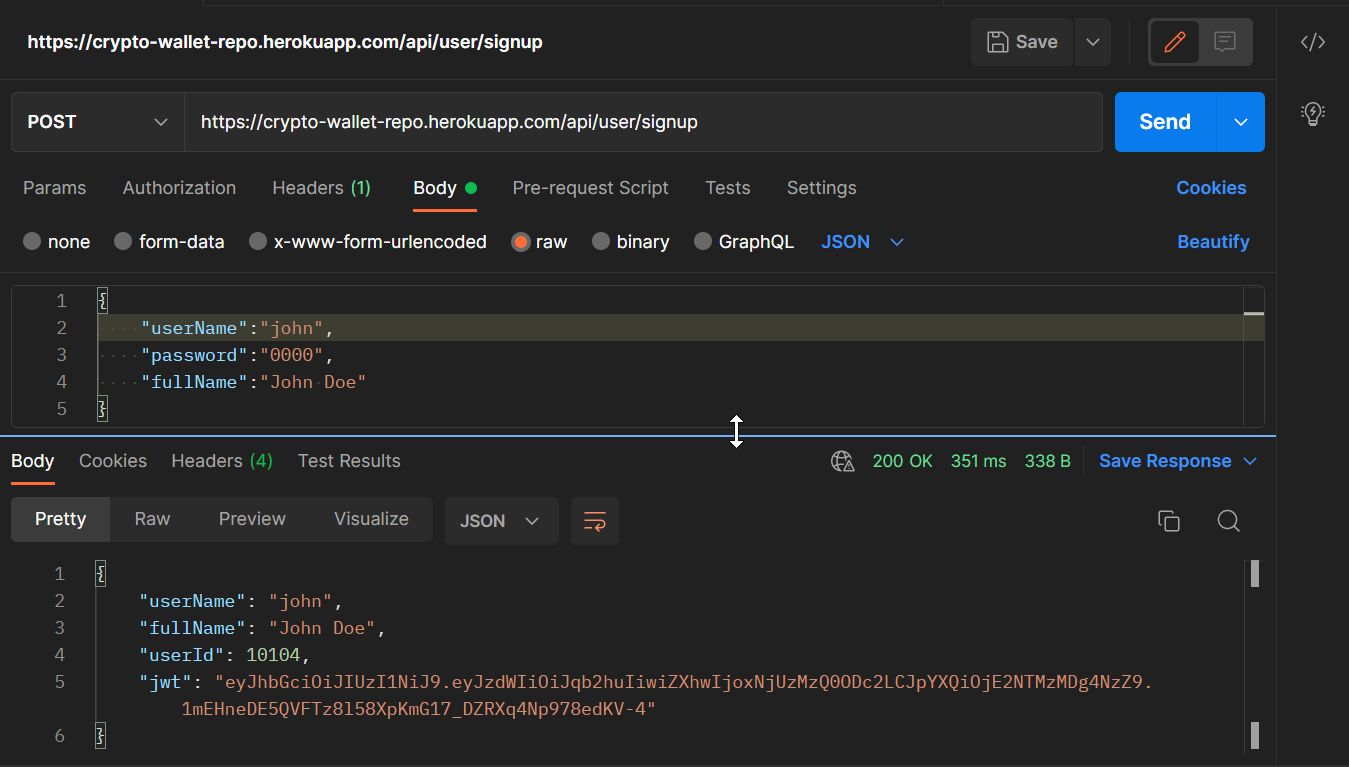 https://crypto-wallet-repo.herokuapp.com/api/user/signup Save
POST https://crypto-wallet-repo.herokuapp.com/api/user/signup Send
Params Authorization Headers (1) Body Pre-request Script Tests Settings Cookies
none form-data x-www-form-urlencoded raw binary GraphQL JSON Beautify
1 {
2 "userName":"john",
3 "password":"0000",
4 "fullName":"John Doe"
5 }
Body Cookies Headers (4) Test Results 200 OK 351 ms 338 B Save Response
Pretty Raw Preview Visualize JSON
1 {
2 "userName": "john",
3 "fullName": "John Doe",
4 "userId": 10104,
5 "jwt": "eyJhbGciOiJIUzI1NiJ9.eyJzdWIiOiJqb2huIiwiZXhwIjoxNjUzMzQ0ODc2LCJpYXQiOjE2NTMzMDg4NzZ9.
1mEHneDE5QVFTz8l58XpKmG17_DZRXq4Np978edKV-4"
6 }